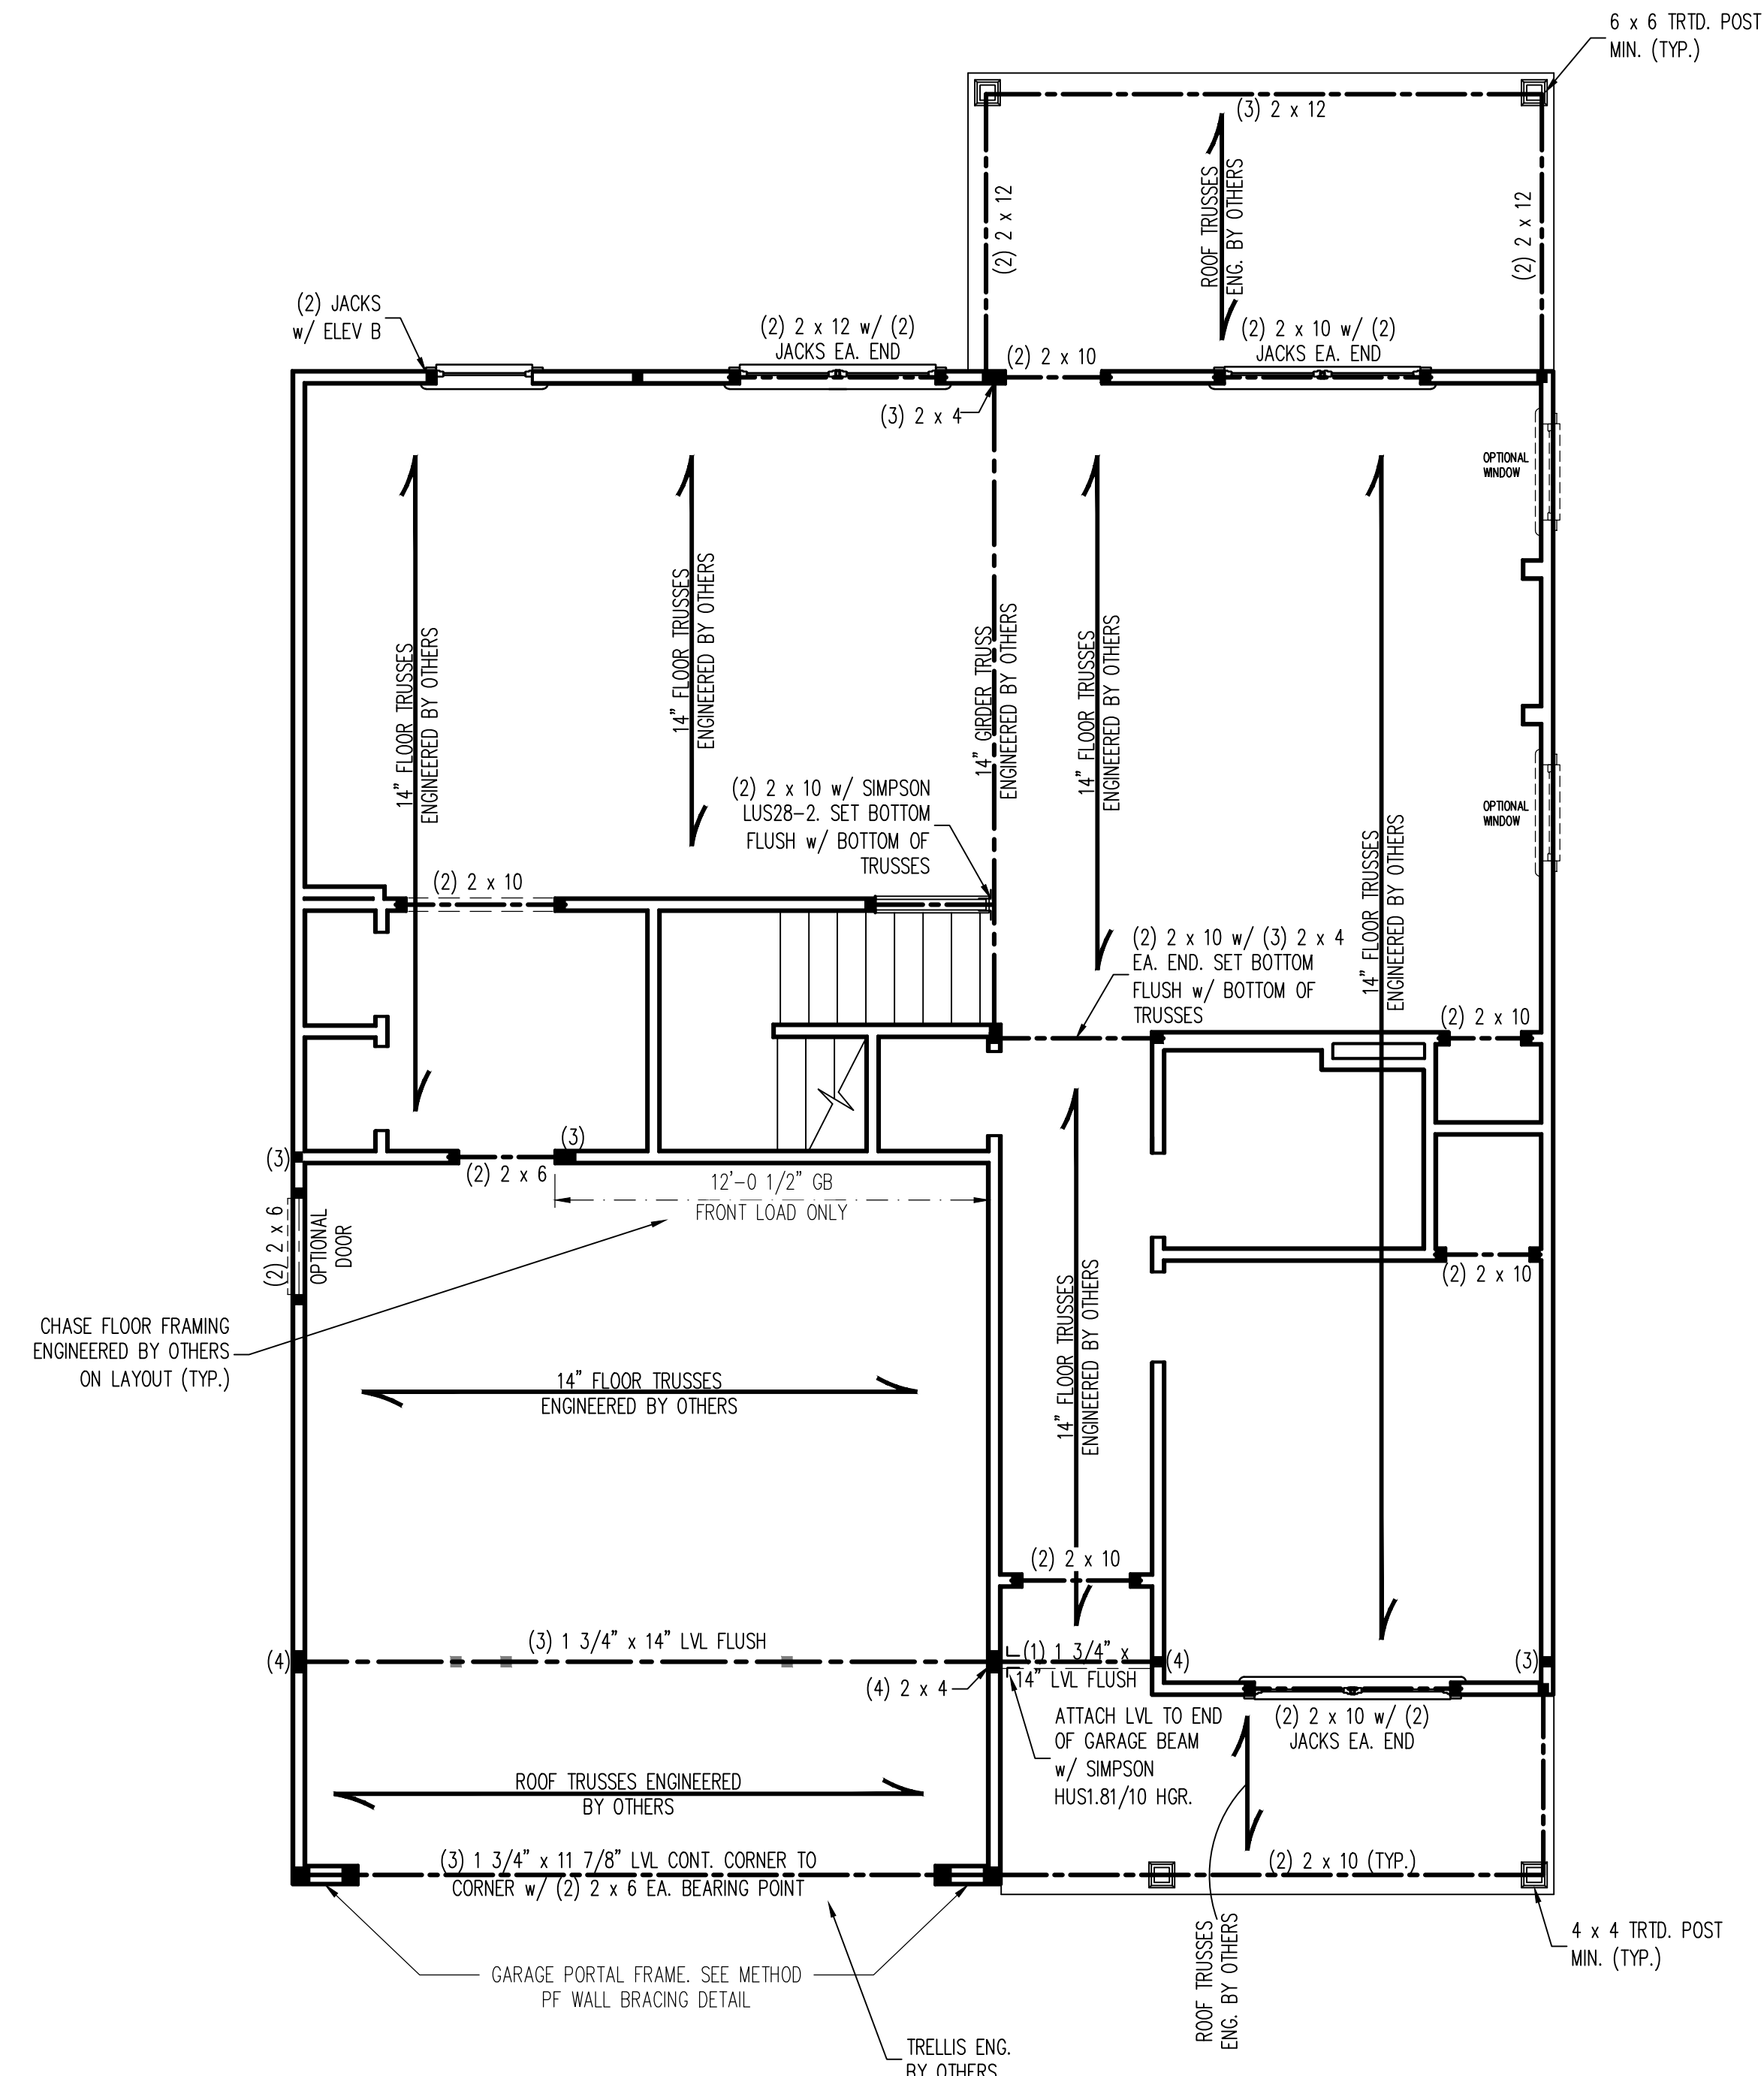 6 x 6 TRTD. POST
MIN. (TYP.)
(3) 2 x 12
(2) 2 x 12
ROOF TRUSSES
ENG. BY OTHERS
(2) 2 x 12
(2) JACKS
w/ ELEV B
(2) 2 x 12 w/ (2)
JACKS EA. END
(2) 2 x 10
(2) 2 x 10 w/ (2)
JACKS EA. END
(3) 2 x 4
OPTIONAL
WINDOW
14" FLOOR TRUSSES
ENGINEERED BY OTHERS
14" FLOOR TRUSSES
ENGINEERED BY OTHERS
14" GIRDER TRUSS
ENGINEERED BY OTHERS
14" FLOOR TRUSSES
ENGINEERED BY OTHERS
14" FLOOR TRUSSES
ENGINEERED BY OTHERS
OPTIONAL
WINDOW
(2) 2 x 10 w/ SIMPSON
LUS28-2. SET BOTTOM
FLUSH w/ BOTTOM OF
TRUSSES
(2) 2 x 10
(2) 2 x 10 w/ (3) 2 x 4
EA. END. SET BOTTOM
FLUSH w/ BOTTOM OF
TRUSSES
(2) 2 x 10
(3)
(3)
(2) 2 x 6
12'-0 1/2" GB
FRONT LOAD ONLY
(2) 2 x 6
OPTIONAL
DOOR
(2) 2 x 10
CHASE FLOOR FRAMING
ENGINEERED BY OTHERS
ON LAYOUT (TYP.)
14" FLOOR TRUSSES
ENGINEERED BY OTHERS
14" FLOOR TRUSSES
ENGINEERED BY OTHERS
(2) 2 x 10
(4)
(3) 1 3/4" x 14" LVL FLUSH
(4) 2 x 4
(1) 1 3/4" x
14" LVL FLUSH
(4)
(3)
ATTACH LVL TO END
OF GARAGE BEAM
w/ SIMPSON
HUS1.81/10 HGR.
(2) 2 x 10 w/ (2)
JACKS EA. END
ROOF TRUSSES ENGINEERED
BY OTHERS
(3) 1 3/4" x 11 7/8" LVL CONT. CORNER TO
CORNER w/ (2) 2 x 6 EA. BEARING POINT
(2) 2 x 10 (TYP.)
ROOF TRUSSES
ENG. BY OTHERS
4 x 4 TRTD. POST
MIN. (TYP.)
GARAGE PORTAL FRAME. SEE METHOD
PF WALL BRACING DETAIL
TRELLIS ENG.
BY OTHERS